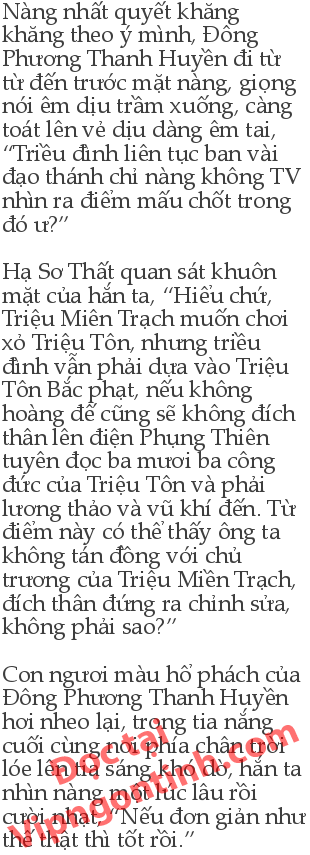 Nàng nhất quyết khăng
khăng theo ý mình, Đông
Phương Thanh Huyền đi từ
từ đến trước mặt nàng, giọng
nói êm dịu trầm xuống, càng
toát lên vẻ dịu dàng êm tai,
“Triều đình liên tục ban vài
đạo thánh chỉ nàng không TV
nhìn ra điểm mấu chốt trong
đó ư?”
Hạ Sơ Thất quan sát khuôn
mặt của hắn ta, “Hiểu chứ,
Triệu Miên Trạch muốn chơi
xỏ Triệu Tôn, nhưng triều
đình vẫn phải dựa vào Triệu
Tôn Bắc phạt, nếu không
hoàng đế cũng sẽ không đích
thân lên điện Phụng Thiên
tuyên đọc ba mươi ba công
đức của Triệu Tôn và phải
lương thảo và vũ khí đến. Từ
điểm này có thể thấy ông ta
không tán đồng với chủ
trương của Triệu Miền Trạch,
đích thân đứng ra chỉnh sửa,
không phải sao?”
Con ngươi màu hổ phách của
Đông Phương Thanh Huyền
hơi nheo lại, trong tia nắng
cuối cùng nơi phía chân trời
lóe lên tia sáng khó dò, hắn ta
nhìn nàng một lúc lâu rồi
cười nhạt, “Nếu đơn giản như
thế thật thì tốt rồi.”
Đọc tại
Vipngontinh.com